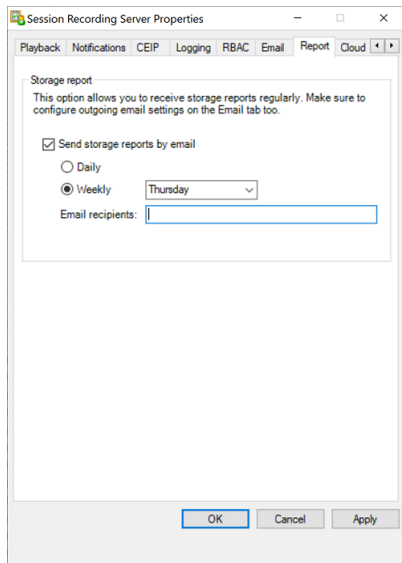 Session Recording Server Properties
Playback Notifications CEIP Logging RBAC Email Report Cloud
Storage report
This option allows you to receive storage reports regularly. Make sure to
configure outgoing email settings on the Email tab too.
Send storage reports by email
Daily
Weekly Thursday
Email recipients:
OK Cancel Apply